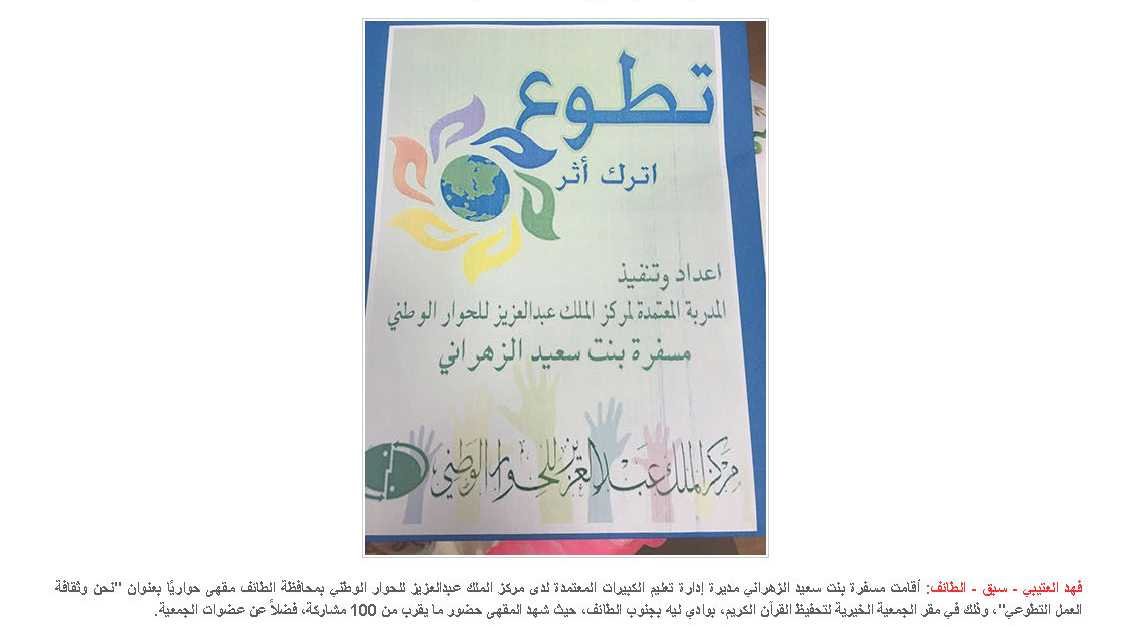 تطوع
اترك أثر
اعداد وتنفيذ
المدربة المعتمدة لمركز الملك عبدالعزيز للحوار الوطني
مسفرة بنت سعيد الزهراني
مركز الملك عبدالعزيز للحوار الوطني
فهد العتيبي - سبق - الطائف: أقامت مسفرة بنت سعيد الزهراني مديرة إدارة تعليم الكبيرات المعتمدة لدى مركز الملك عبدالعزيز للحوار الوطني بمحافظة الطائف مقهى حواريًا بعنوان "نحن وثقافة
العمل التطوعي"، وذلك في مقر الجمعية الخيرية لتحفيظ القرآن الكريم، بوادي ليه بجنوب الطائف، حيث شهد المقهى حضور ما يقرب من 100 مشاركة، فضلاً عن عضوات الجمعية.